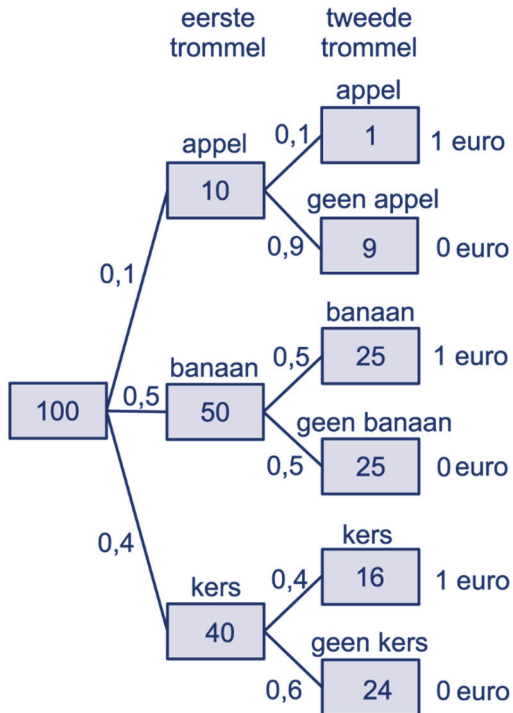 eerste
trommel
tweede
trommel
appel
0,1
1
1 euro
appel
10
geen appel
0,9
9
0 euro
0,1
banaan
0,5
25
1 euro
banaan
0,5
50
100
geen banaan
0,5
25
0 euro
0,4
kers
0,4
16
1 euro
kers
40
geen kers
0,6
24
0 euro